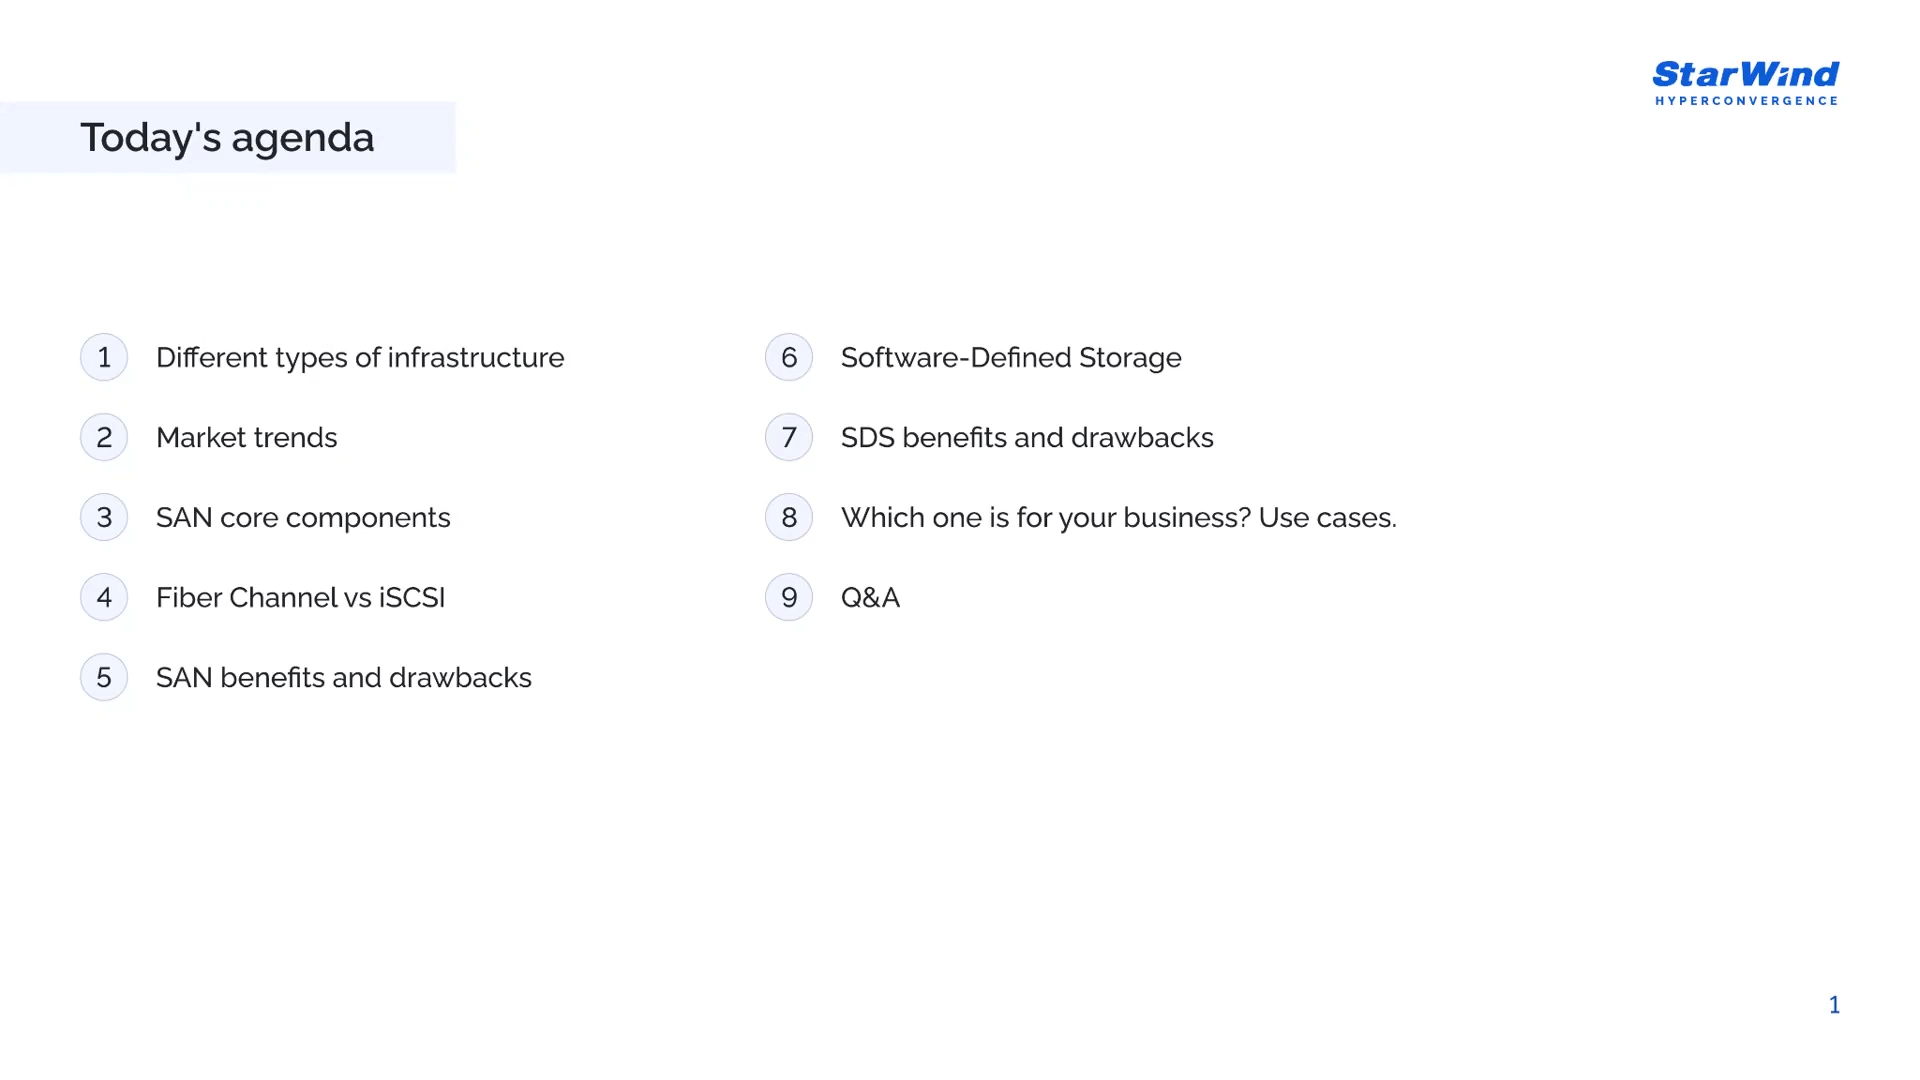 StarWind
HYPERCONVERGENCE
Today's agenda
1 Different types of infrastructure
2 Market trends
3 SAN core components
4 Fiber Channel vs iSCSI
5 SAN benefits and drawbacks
6 Software-Defined Storage
7 SDS benefits and drawbacks
8 Which one is for your business? Use cases.
9 Q&A
1